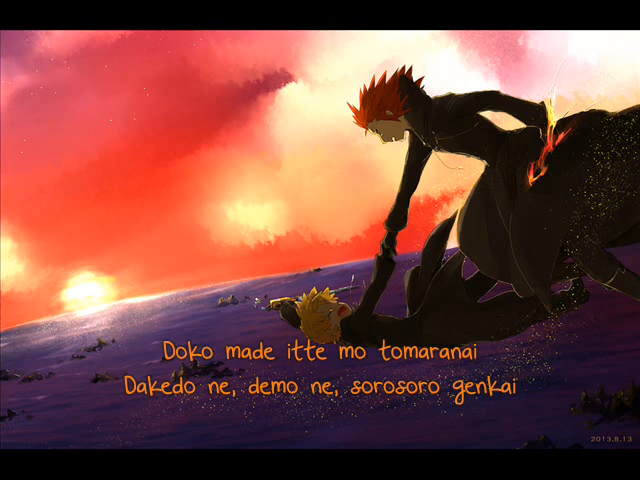 Doko made itte mo tomaranai
Dakedo ne, demo ne, sorosoro genkai
2013.8.13